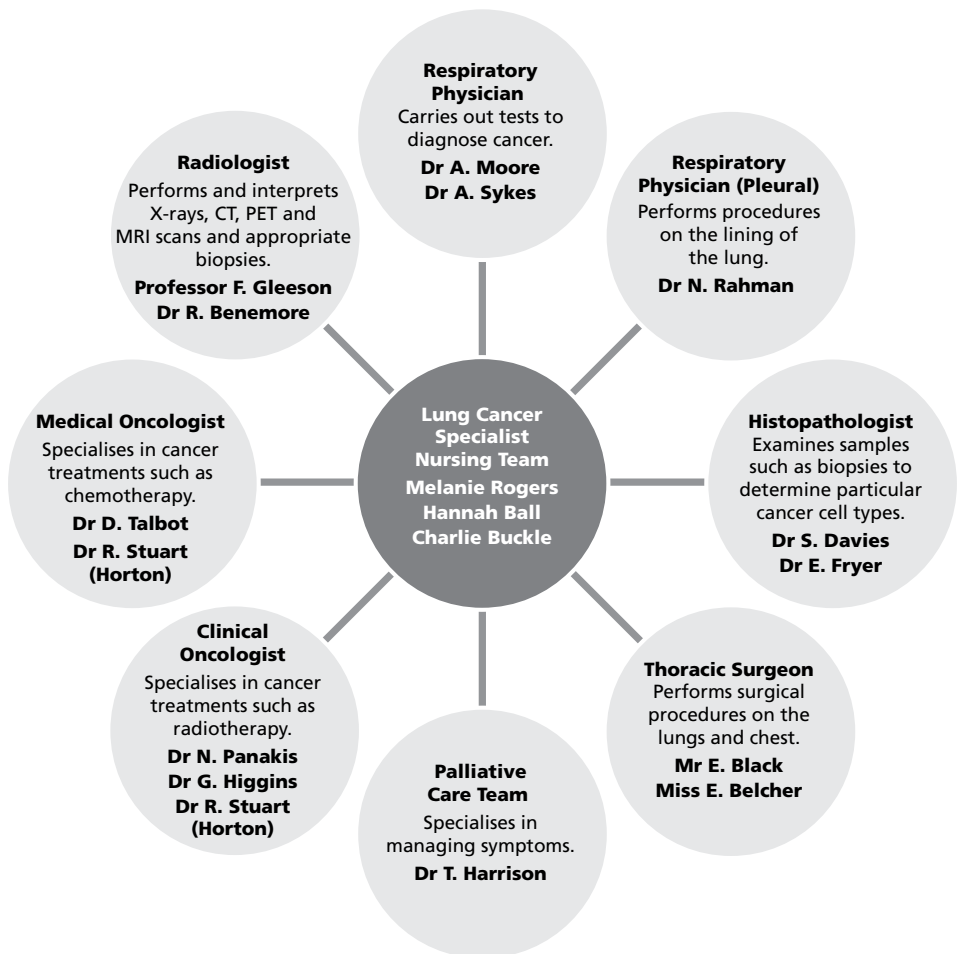 Respiratory
Physician
Carries out tests to
diagnose cancer.
Dr A. Moore
Dr A. Sykes
Respiratory
Physician (Pleural)
Performs procedures
on the lining of
the lung.
Dr N. Rahman
Histopathologist
Examines samples
such as biopsies to
determine particular
cancer cell types.
Dr S. Davies
Dr E. Fryer
Thoracic Surgeon
Performs surgical
procedures on the
lungs and chest.
Mr E. Black
Miss E. Belcher
Palliative
Care Team
Specialises in
managing symptoms.
Dr T. Harrison
Clinical
Oncologist
Specialises in cancer
treatments such as
radiotherapy.
Dr N. Panakis
Dr G. Higgins
Dr R. Stuart
(Horton)
Medical Oncologist
Specialises in cancer
treatments such as
chemotherapy.
Dr D. Talbot
Dr R. Stuart
(Horton)
Radiologist
Performs and interprets
X-rays, CT, PET and
MRI scans and appropriate
biopsies.
Professor F. Gleeson
Dr R. Benemore
Lung Cancer
Specialist
Nursing Team
Melanie Rogers
Hannah Ball
Charlie Buckle